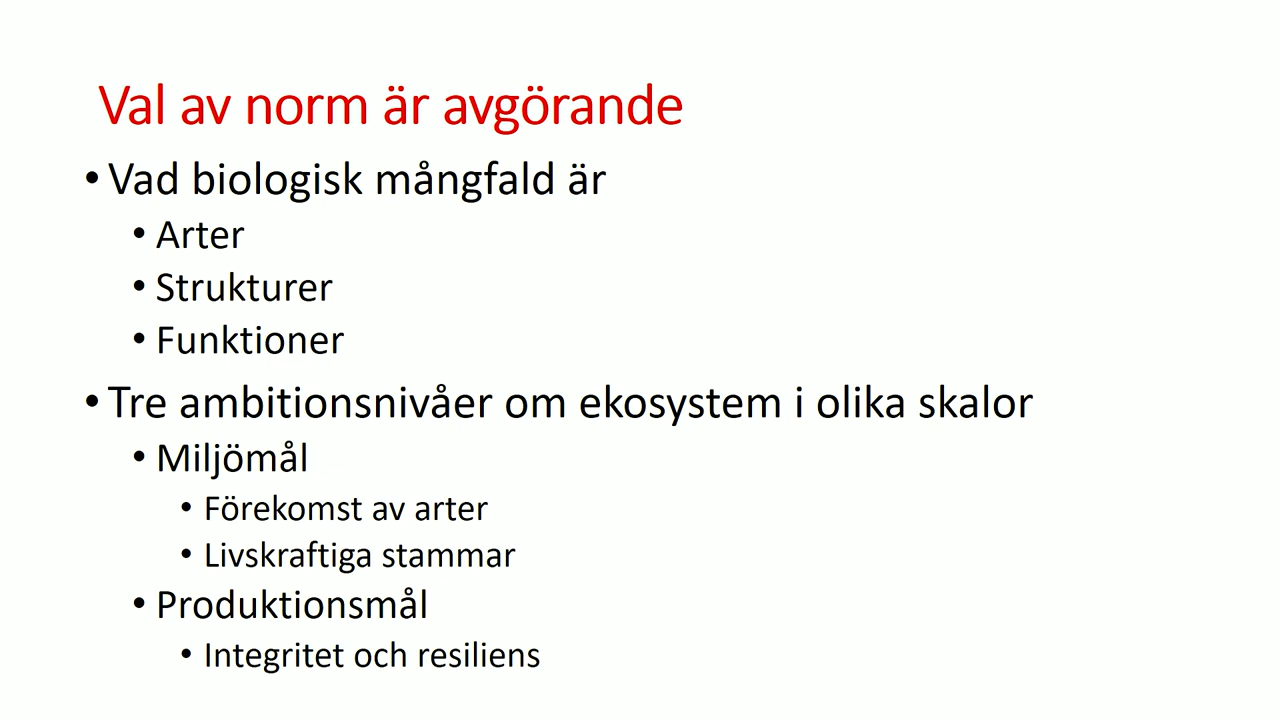 Val av norm är avgörande
• Vad biologisk mångfald är
• Arter
• Strukturer
• Funktioner
• Tre ambitionsnivåer om ekosystem i olika skalor
• Miljömål
• Förekomst av arter
• Livskraftiga stammar
• Produktionsmål
• Integritet och resiliens